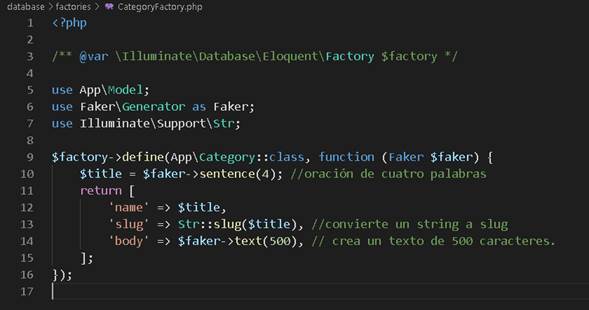 database > factories > CategoryFactory.php
1 <?php
2
3 /** @var \Illuminate\Database\Eloquent\Factory $factory */
4
5 use App\Model;
6 use Faker\Generator as Faker;
7 use Illuminate\Support\Str;
8
9 $factory->define(App\Category::class, function (Faker $faker) {
10 $title = $faker->sentence(4); //oración de cuatro palabras
11 return [
12 'name' => $title,
13 'slug' => Str::slug($title), //convierte un string a slug
14 'body' => $faker->text(500), // crea un texto de 500 caracteres.
15 ];
16 });
17